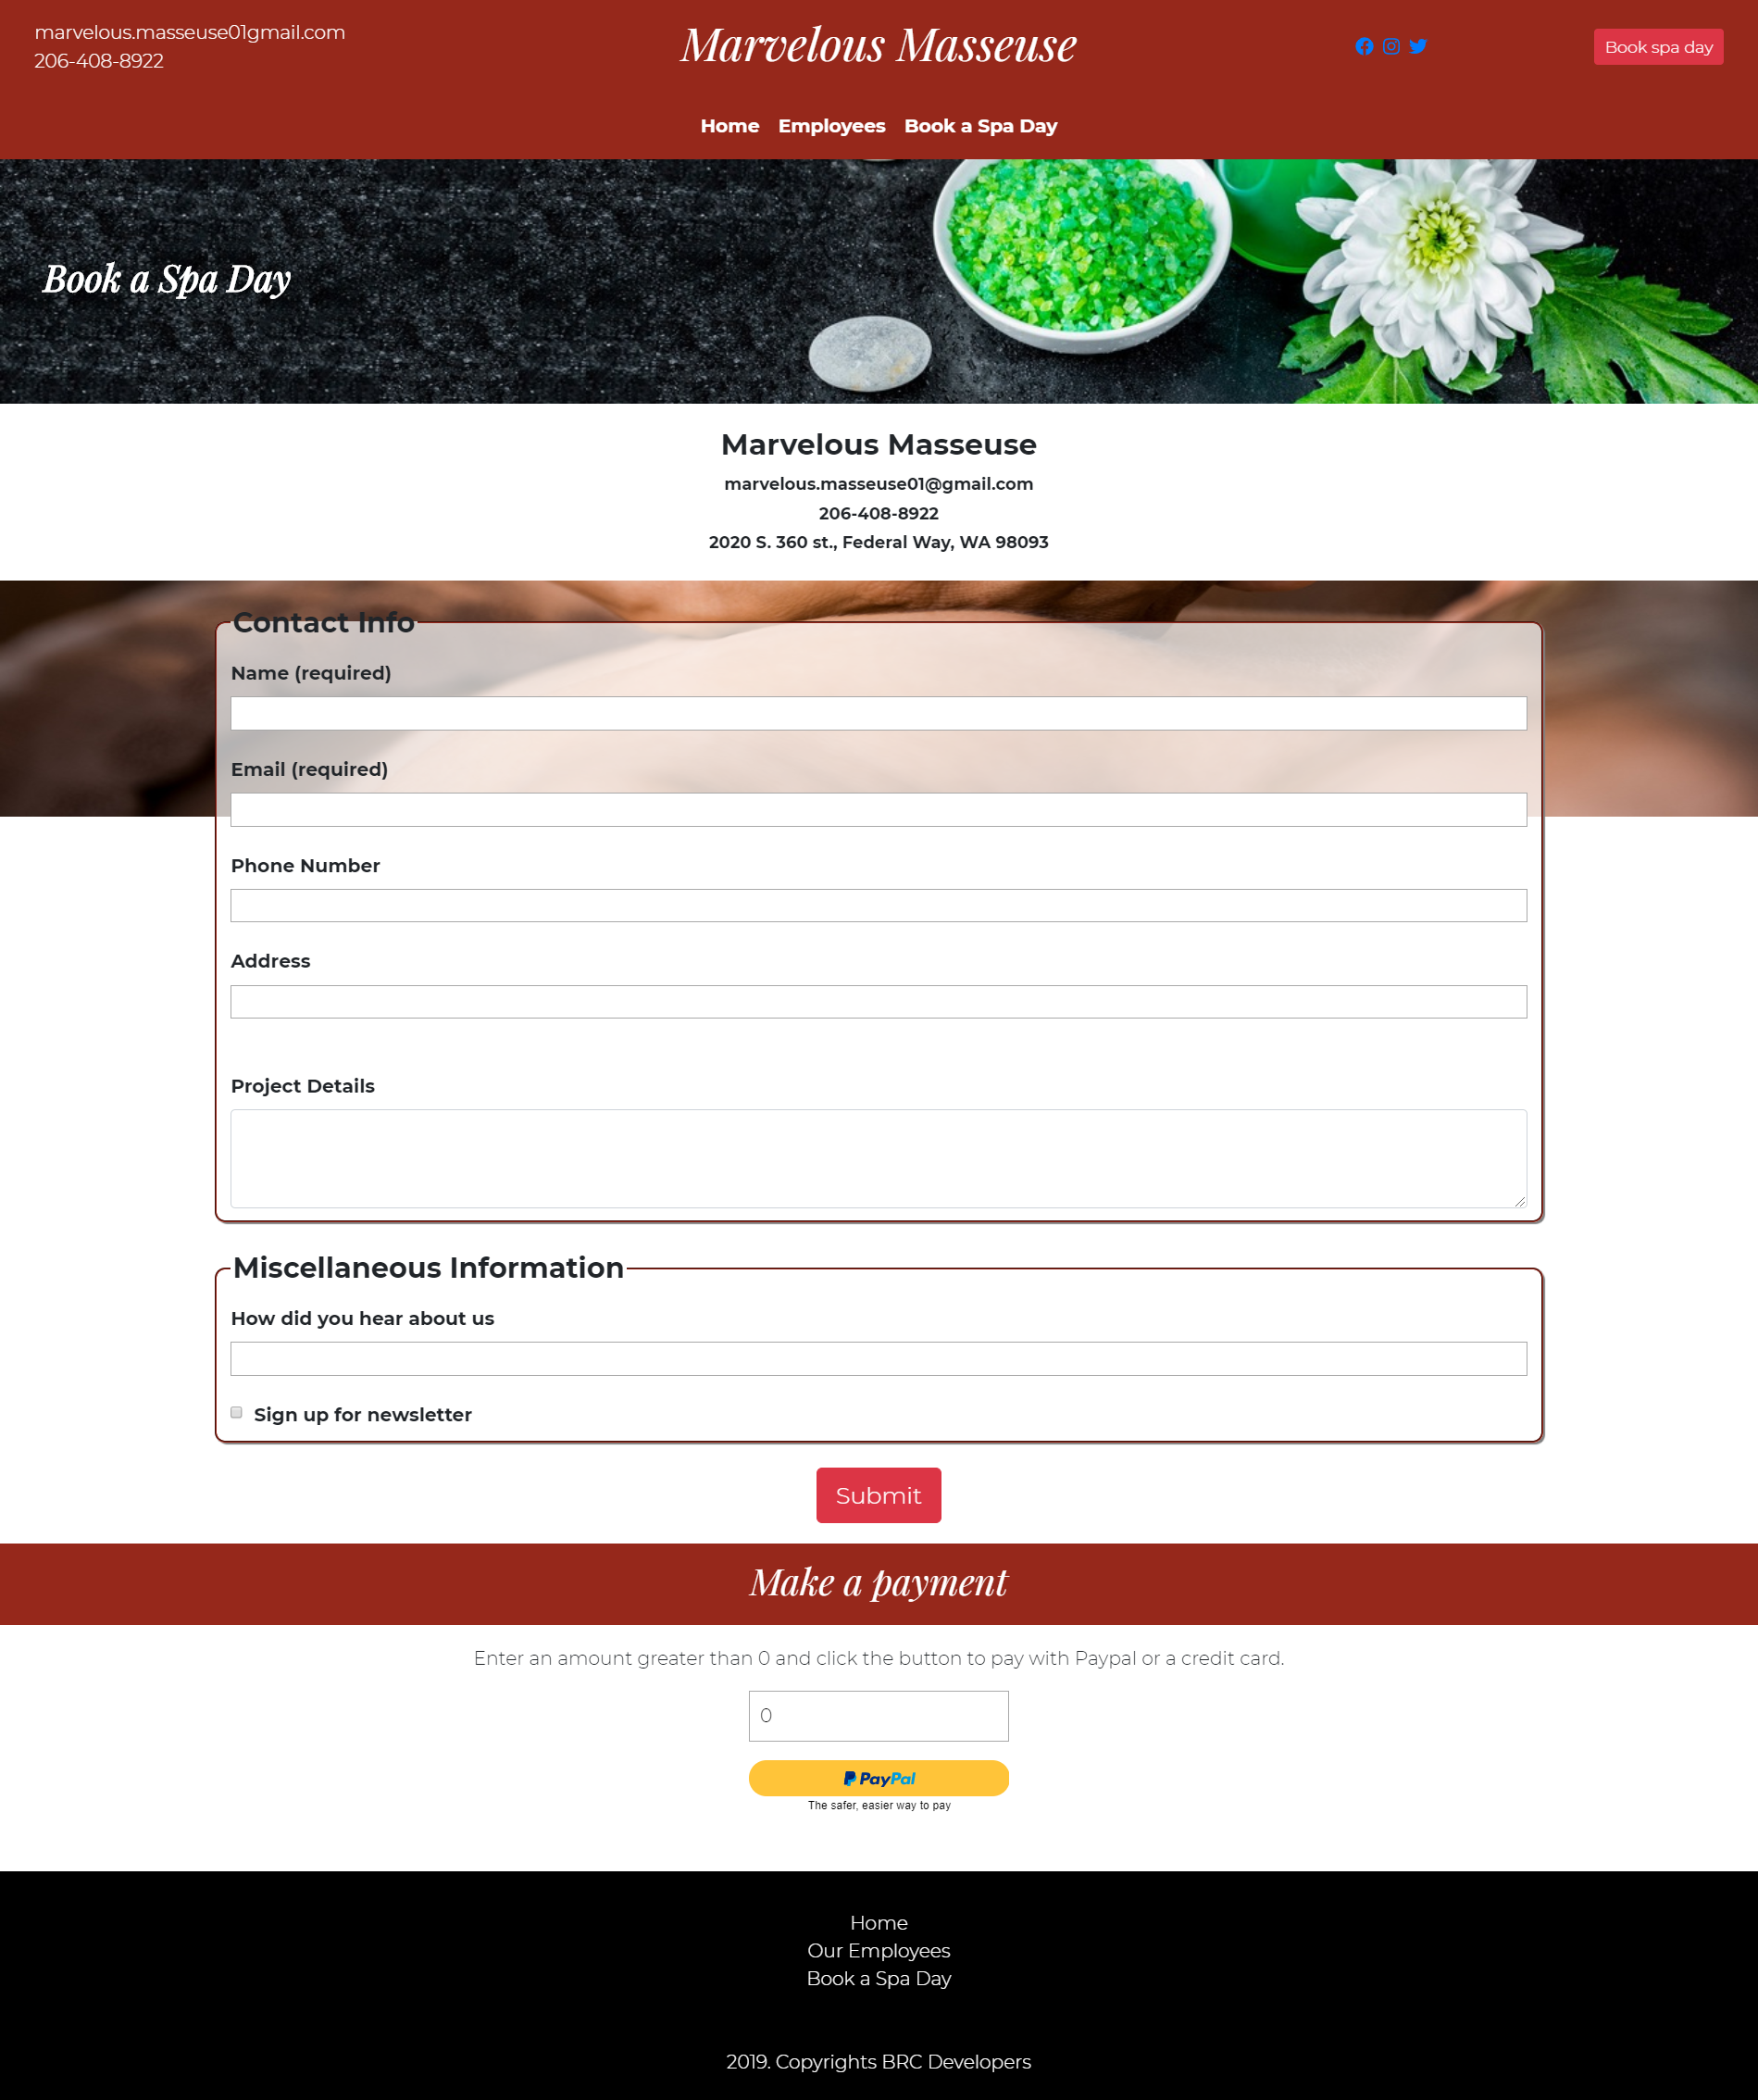 marvelous.masseuse01gmail.com
206-408-8922
Marvelous Masseuse
Book spa day
Home Employees Book a Spa Day
Book a Spa Day
Marvelous Masseuse
marvelous.masseuse01@gmail.com
206-408-8922
2020 S. 360 st., Federal Way, WA 98093
Contact Info
Name (required)
Email (required)
Phone Number
Address
Project Details
Miscellaneous Information
How did you hear about us
Sign up for newsletter
Submit
Make a payment
Enter an amount greater than 0 and click the button to pay with Paypal or a credit card.
0
PayPal
The safer, easier way to pay
Home
Our Employees
Book a Spa Day
2019. Copyrights BRC Developers